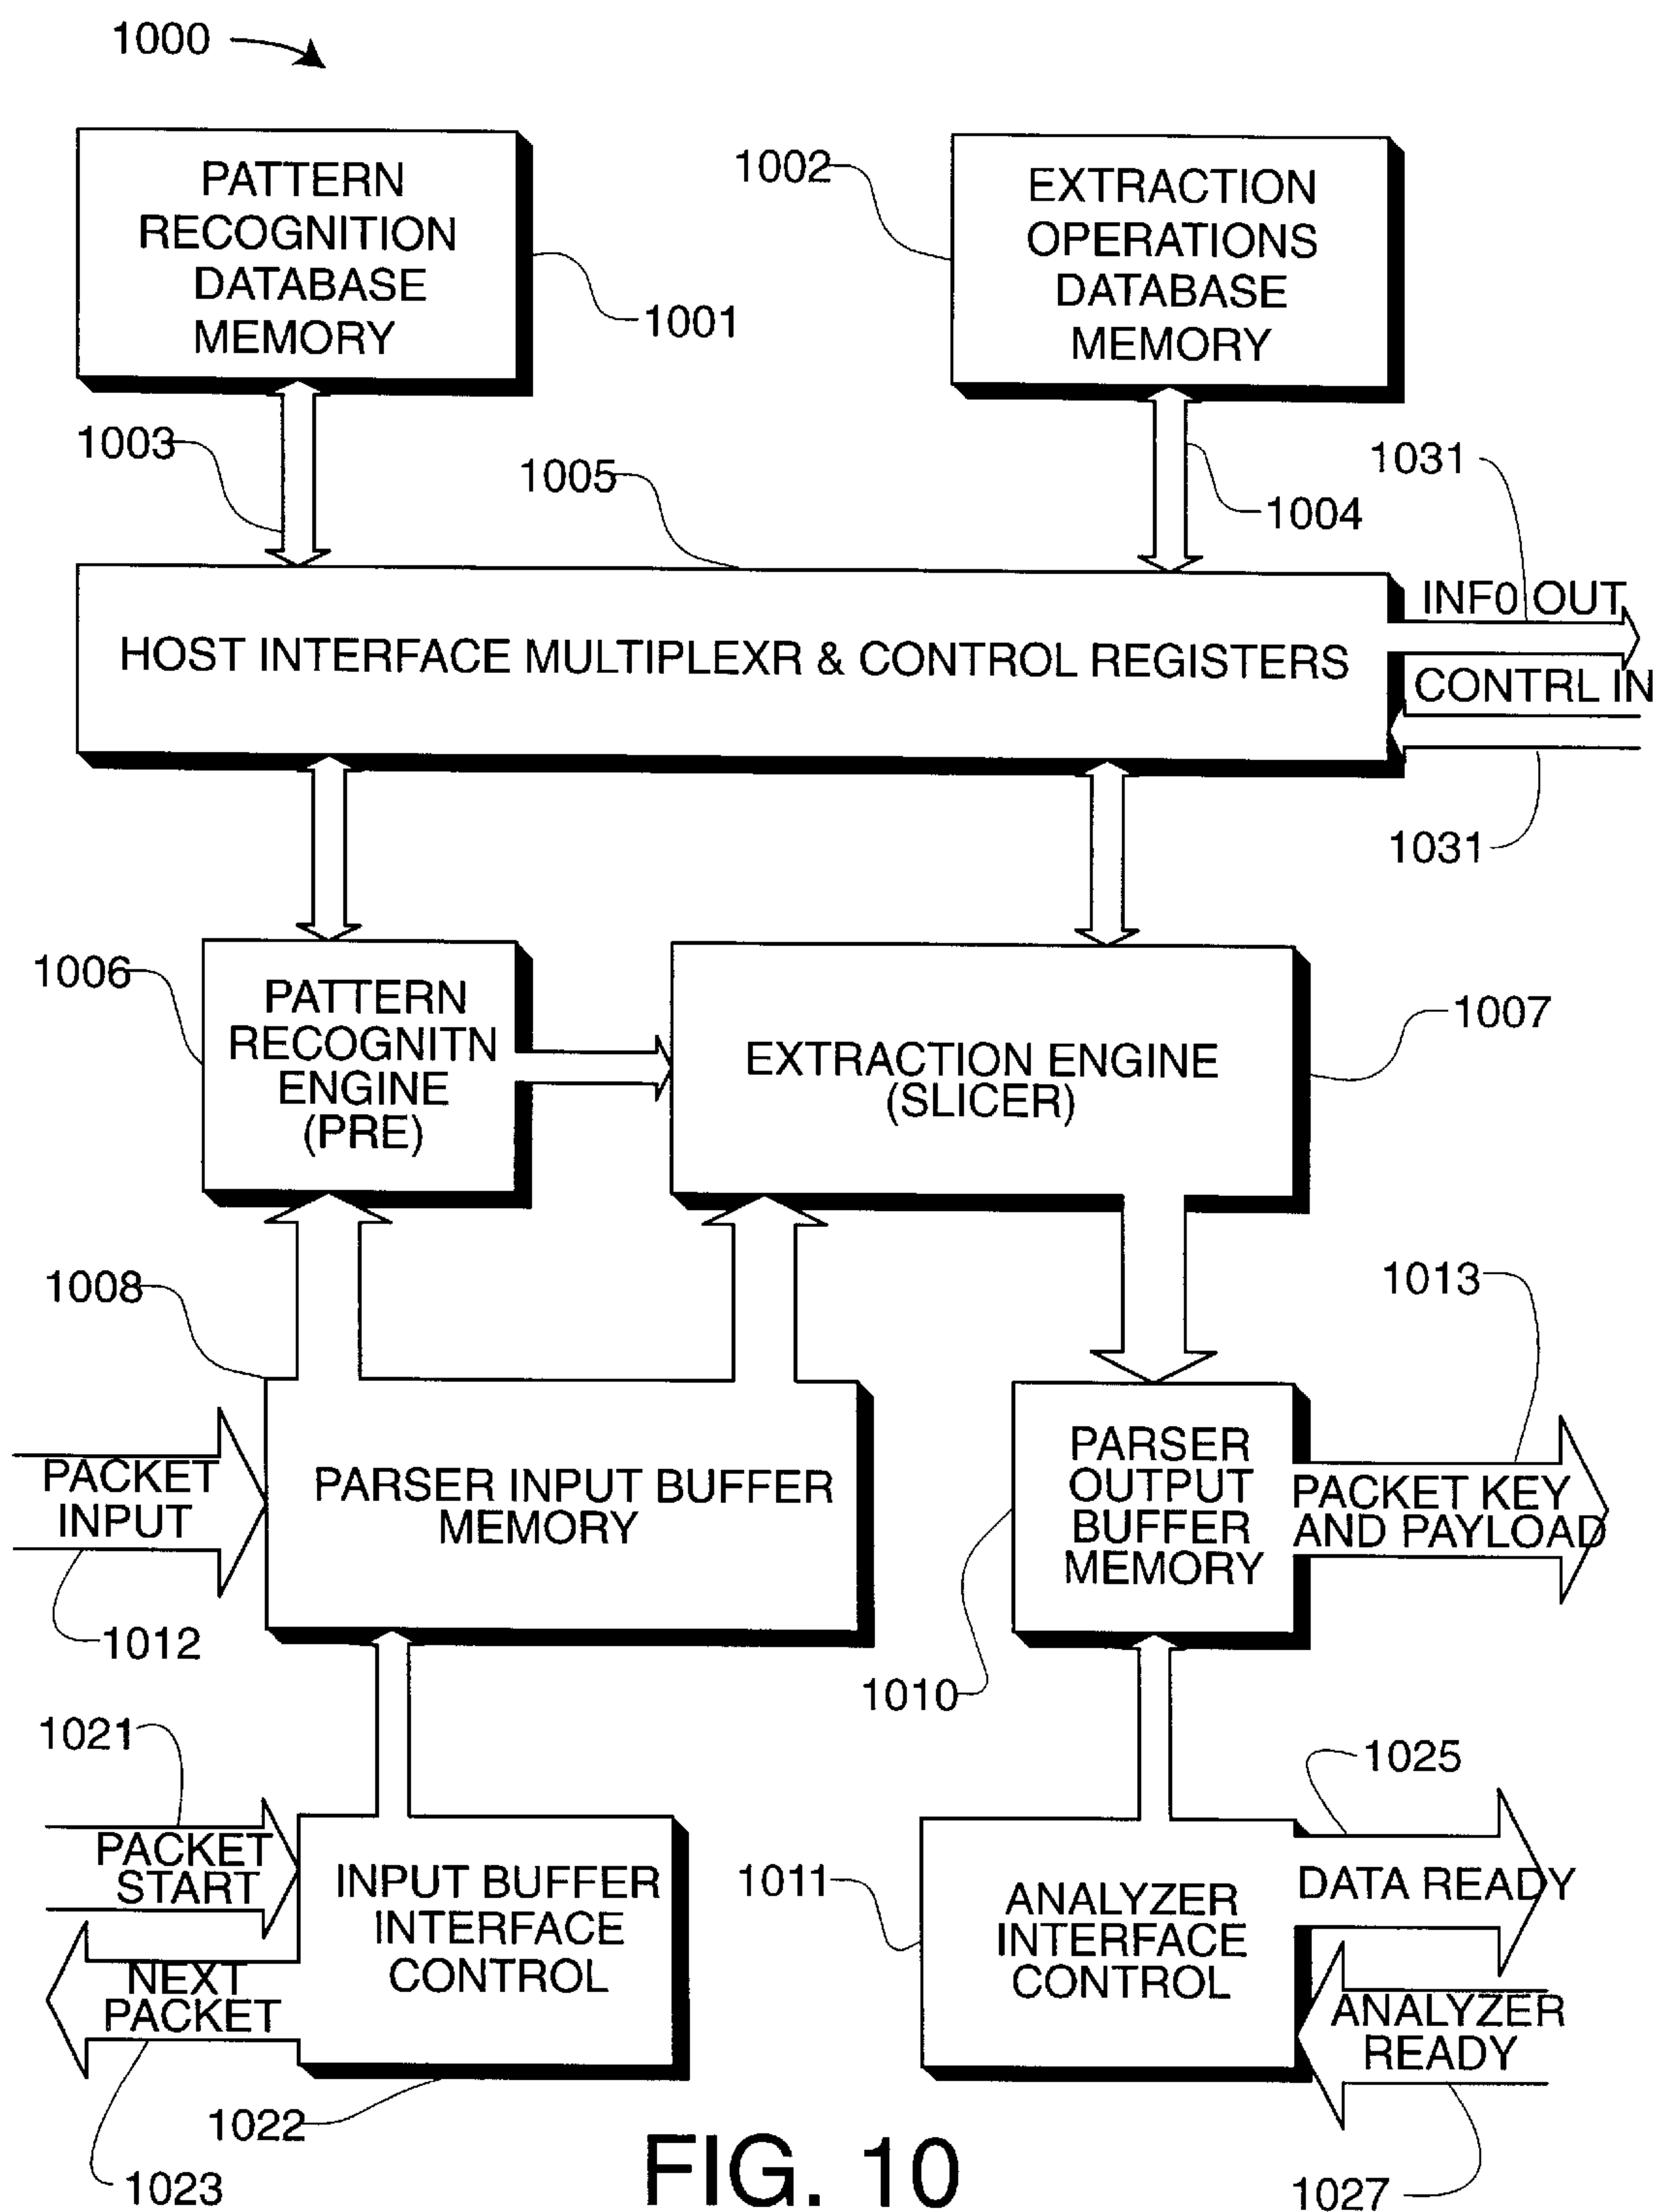 1000
PATTERN
RECOGNITION
DATABASE
MEMORY
1001
1002
EXTRACTION
OPERATIONS
DATABASE
MEMORY
1003
1005
1004
1031
HOST INTERFACE MULTIPLEXR & CONTROL REGISTERS
INF0 OUT
CONTRL IN
1031
1006
PATTERN
RECOGNITN
ENGINE
(PRE)
EXTRACTION ENGINE
(SLICER)
1007
1008
1013
PACKET
INPUT
PARSER INPUT BUFFER
MEMORY
PARSER
OUTPUT
BUFFER
MEMORY
PACKET KEY
AND PAYLOAD
1012
1010
1021
1025
PACKET
START
INPUT BUFFER
INTERFACE
CONTROL
1011
ANALYZER
INTERFACE
CONTROL
DATA READY
NEXT
PACKET
ANALYZER
READY
1022
1023
FIG. 10
1027